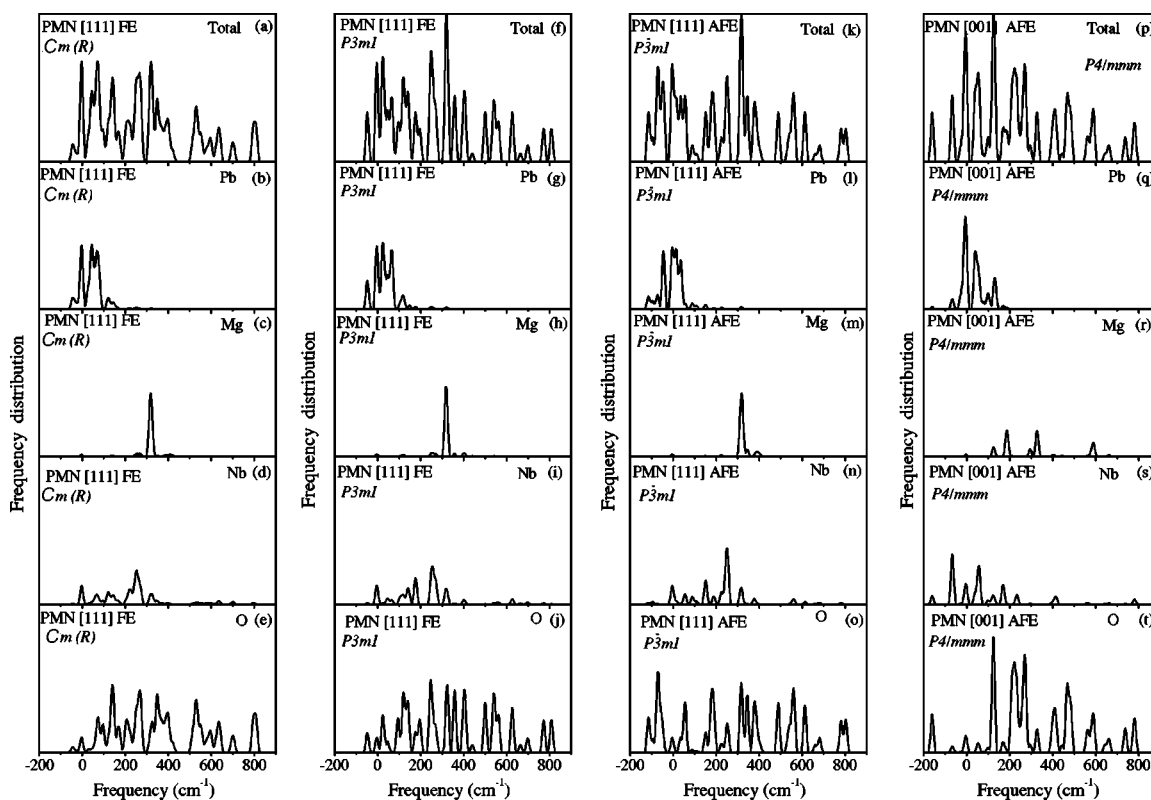 PMN [111] FE Total (a)
Cm (R)
PMN [111] FE Total (f)
P3m1
PMN [111] AFE Total (k)
P3̄m1
PMN [001] AFE Total (p)
P4/mmm
PMN [111] FE Pb (b)
Cm (R)
PMN [111] FE Pb (g)
P3m1
PMN [111] AFE Pb (l)
P3̄m1
PMN [001] AFE Pb (q)
P4/mmm
PMN [111] FE Mg (c)
Cm (R)
PMN [111] FE Mg (h)
P3m1
PMN [111] AFE Mg (m)
P3̄m1
PMN [001] AFE Mg (r)
P4/mmm
PMN [111] FE Nb (d)
Cm (R)
PMN [111] FE Nb (i)
P3m1
PMN [111] AFE Nb (n)
P3̄m1
PMN [001] AFE Nb (s)
P4/mmm
PMN [111] FE O (e)
Cm (R)
PMN [111] FE O (j)
P3m1
PMN [111] AFE O (o)
P3̄m1
PMN [001] AFE O (t)
P4/mmm
Frequency distribution
Frequency distribution
Frequency distribution
Frequency distribution
-200 0 200 400 600 800
0 200 400 600 800
-200 0 200 400 600 800
-200 0 200 400 600 800
Frequency (cm⁻¹)
Frequency (cm⁻¹)
Frequency (cm⁻¹)
Frequency (cm⁻¹)